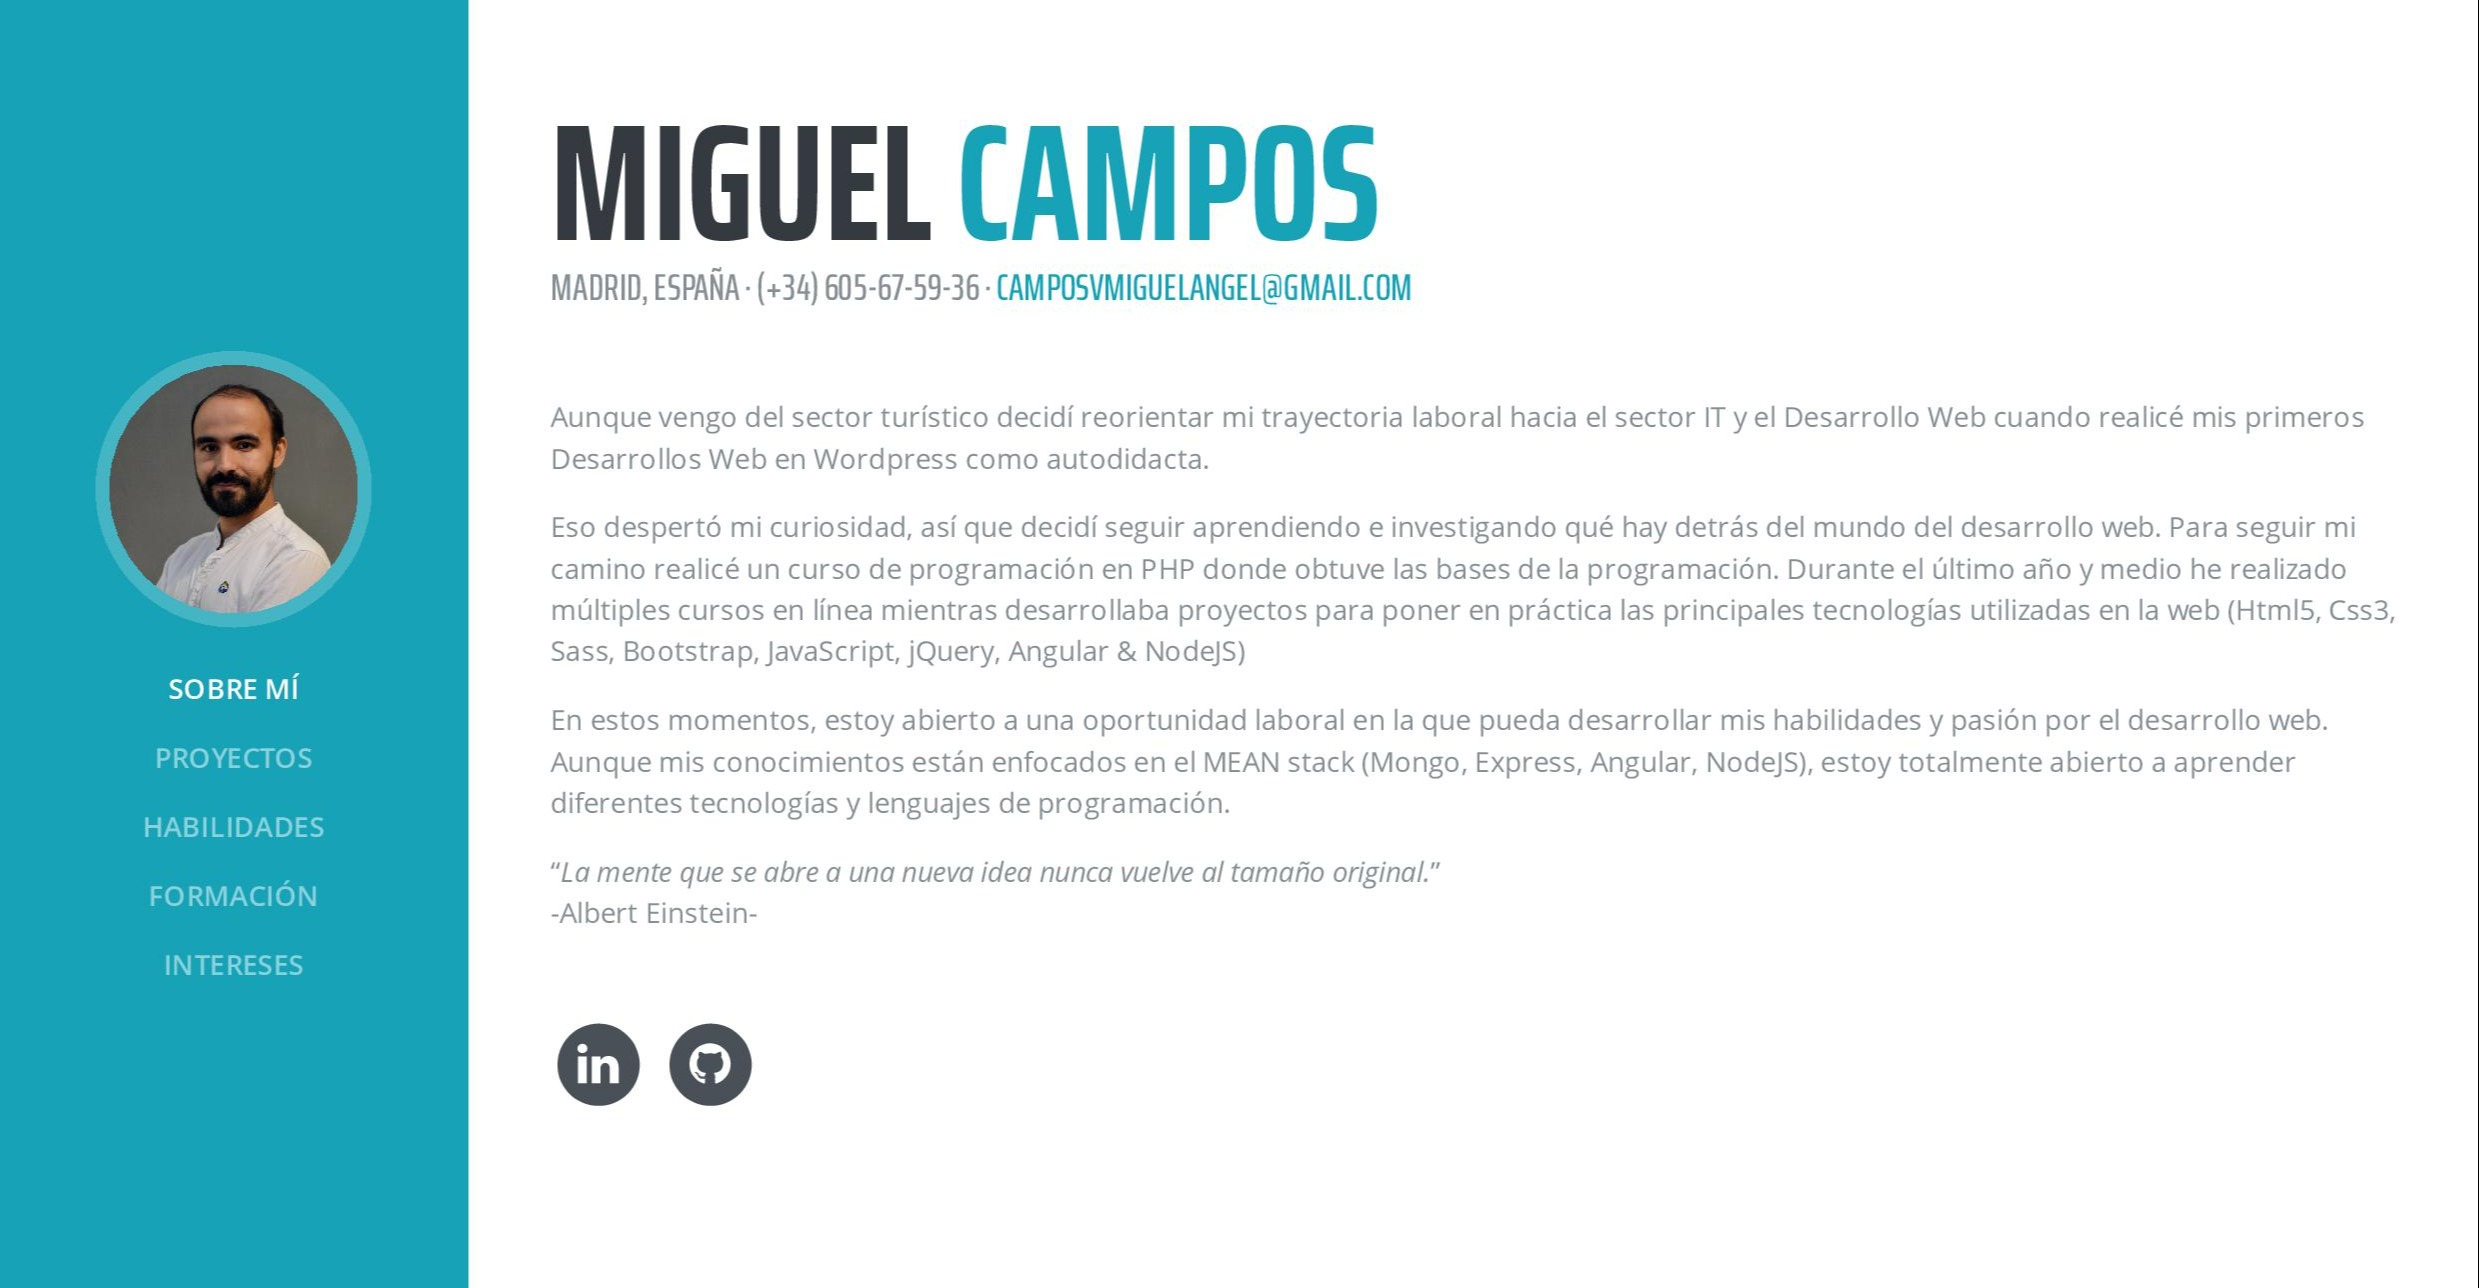 MIGUEL CAMPOS
MADRID, ESPAÑA · (+34) 605-67-59-36 · CAMPOSVMIGUELANGEL@GMAIL.COM
Aunque vengo del sector turístico decidí reorientar mi trayectoria laboral hacia el sector IT y el Desarrollo Web cuando realicé mis primeros
Desarrollos Web en Wordpress como autodidacta.
Eso despertó mi curiosidad, así que decidí seguir aprendiendo e investigando qué hay detrás del mundo del desarrollo web. Para seguir mi
camino realicé un curso de programación en PHP donde obtuve las bases de la programación. Durante el último año y medio he realizado
múltiples cursos en línea mientras desarrollaba proyectos para poner en práctica las principales tecnologías utilizadas en la web (Html5, Css3,
Sass, Bootstrap, JavaScript, jQuery, Angular & NodeJS)
En estos momentos, estoy abierto a una oportunidad laboral en la que pueda desarrollar mis habilidades y pasión por el desarrollo web.
Aunque mis conocimientos están enfocados en el MEAN stack (Mongo, Express, Angular, NodeJS), estoy totalmente abierto a aprender
diferentes tecnologías y lenguajes de programación.
“La mente que se abre a una nueva idea nunca vuelve al tamaño original.”
-Albert Einstein-
SOBRE MÍ
PROYECTOS
HABILIDADES
FORMACIÓN
INTERESES
in